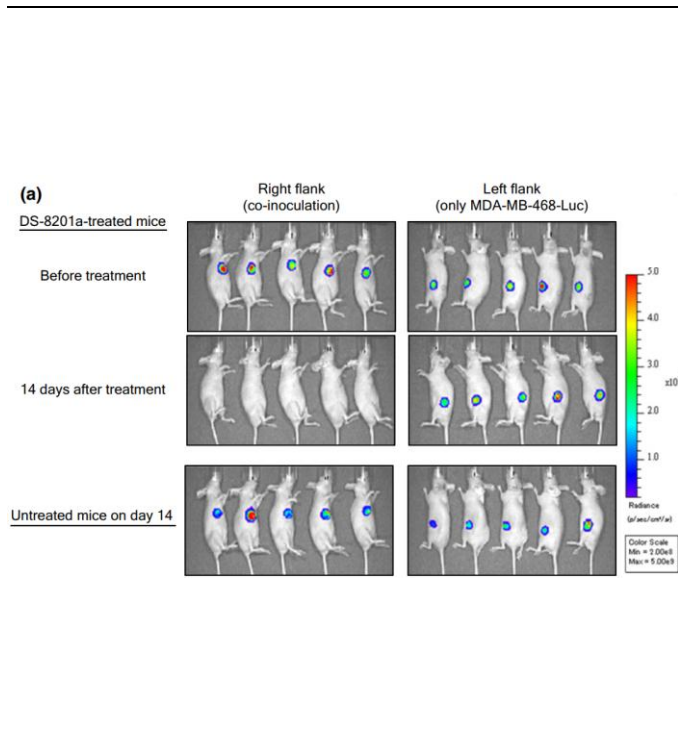 (a)
Right flank
(co-inoculation)
Left flank
(only MDA-MB-468-Luc)
DS-8201a-treated mice
Before treatment
14 days after treatment
Untreated mice on day 14
5.0
4.0
3.0
x10
2.0
1.0
Radiance
(p/sec/cm²/sr)
Color Scale
Min = 2.00e8
Max = 5.00e9